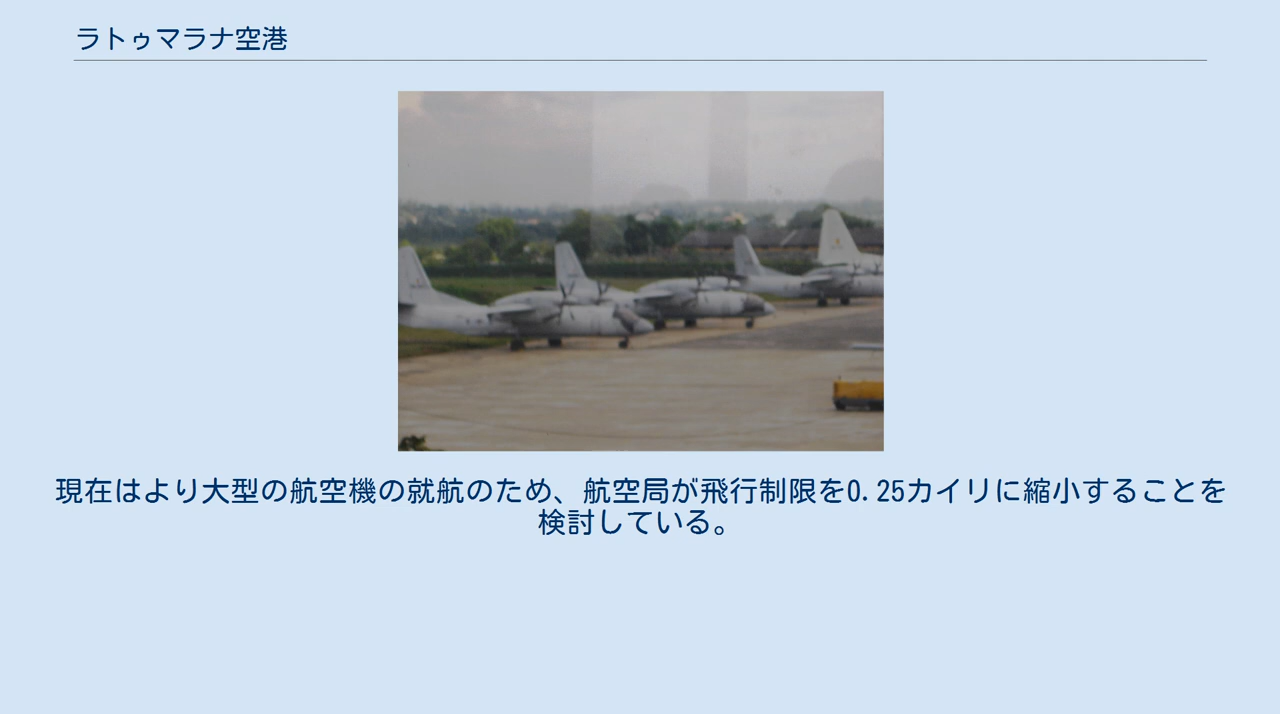 ラトゥマラナ空港
現在はより大型の航空機の就航のため、航空局が飛行制限を0.25カイリに縮小することを
検討している。